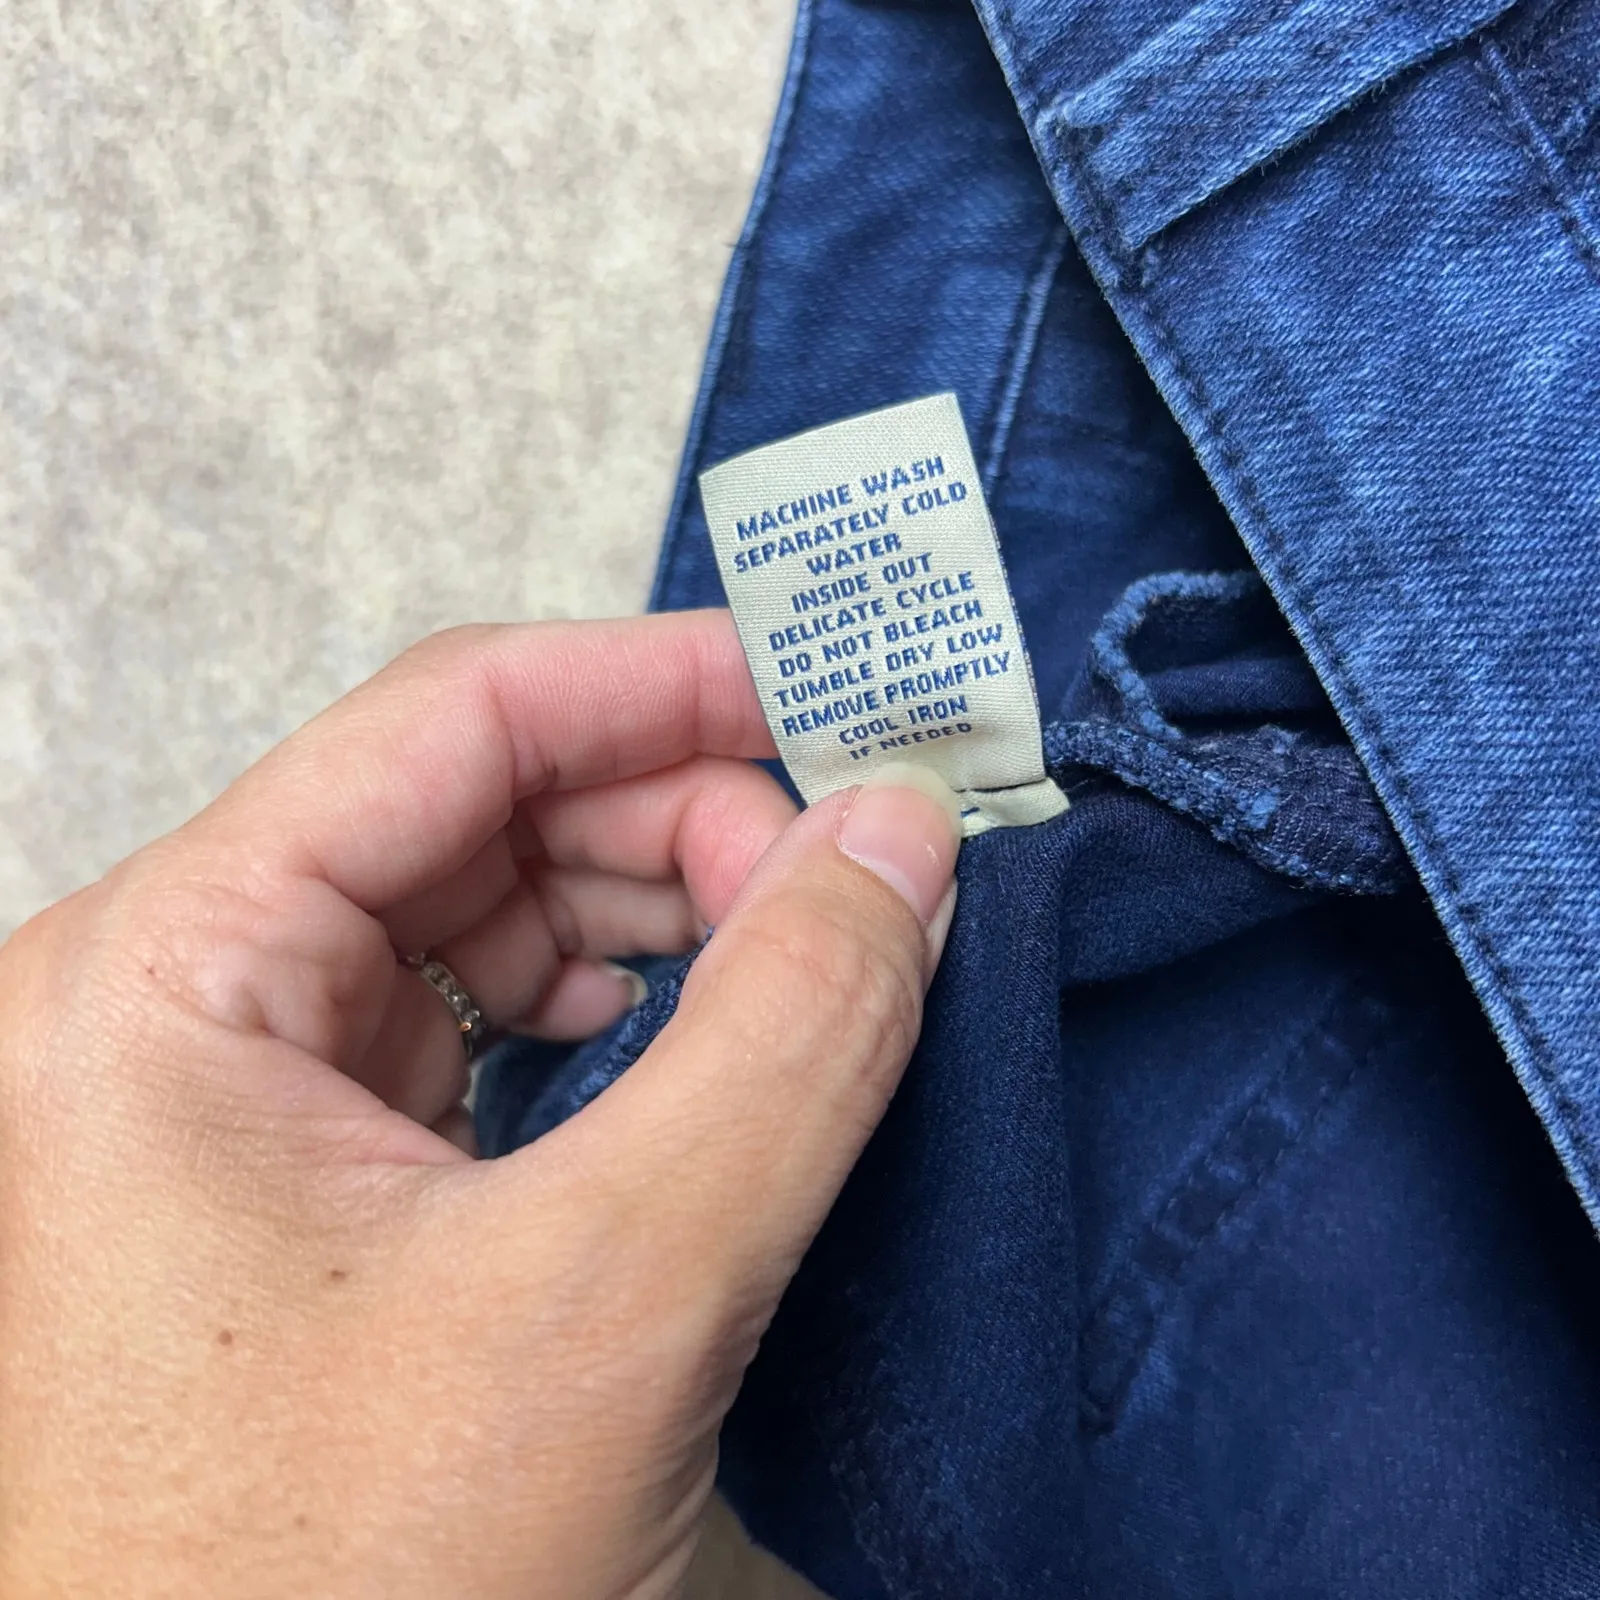 MACHINE WASH
SEPARATELY COLD
WATER
INSIDE OUT
DELICATE CYCLE
DO NOT BLEACH
TUMBLE DRY LOW
REMOVE PROMPTLY
COOL IRON
IF NEEDED